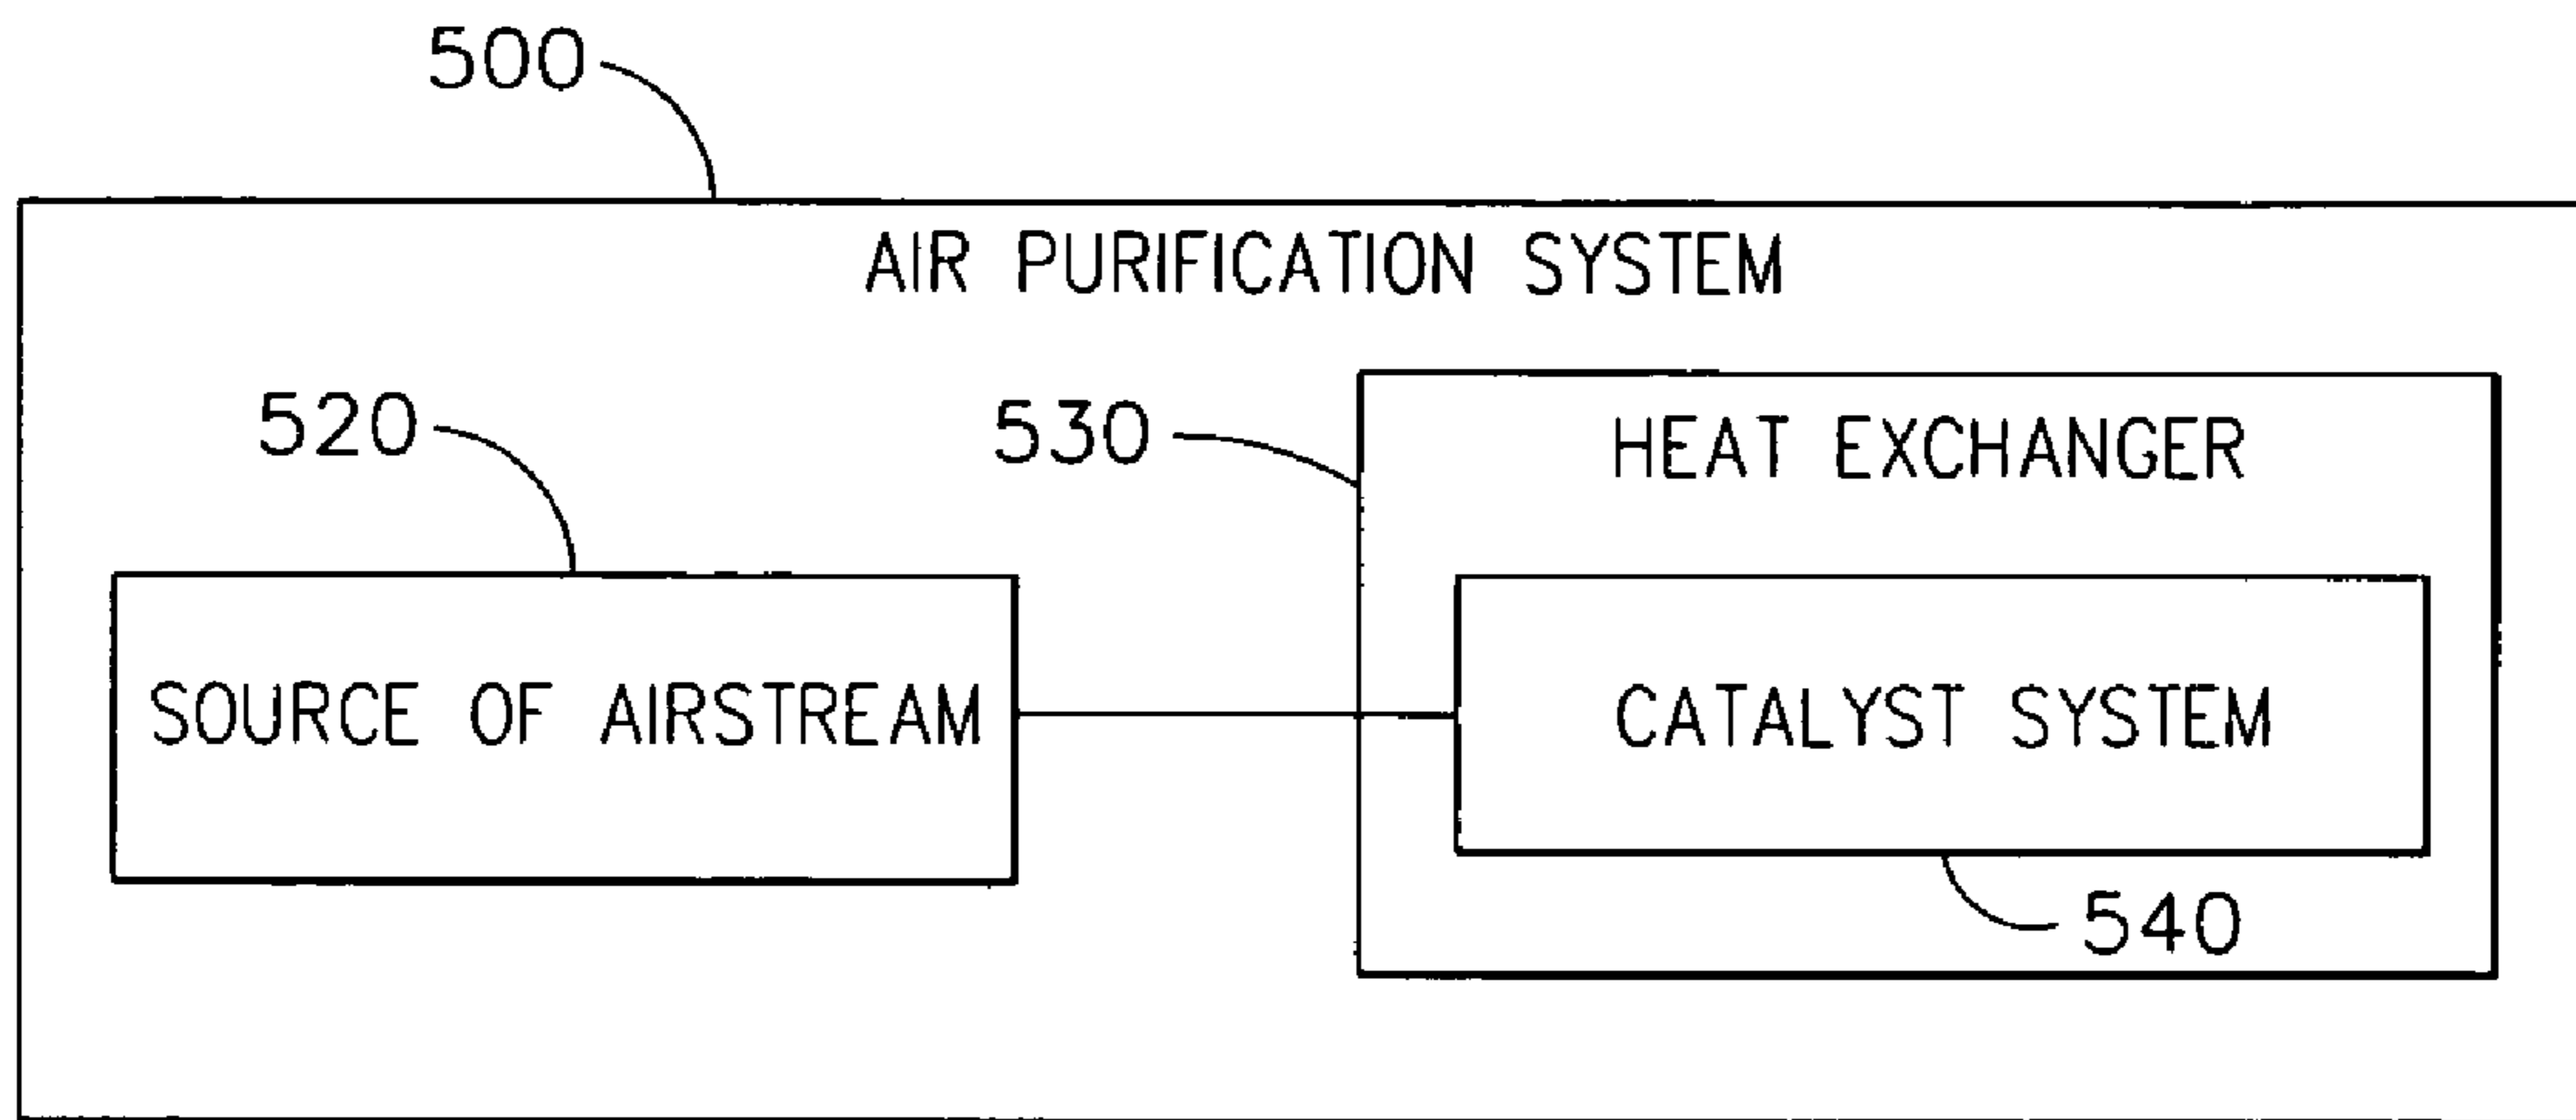 500
AIR PURIFICATION SYSTEM
520
530
HEAT EXCHANGER
SOURCE OF AIRSTREAM
CATALYST SYSTEM
540